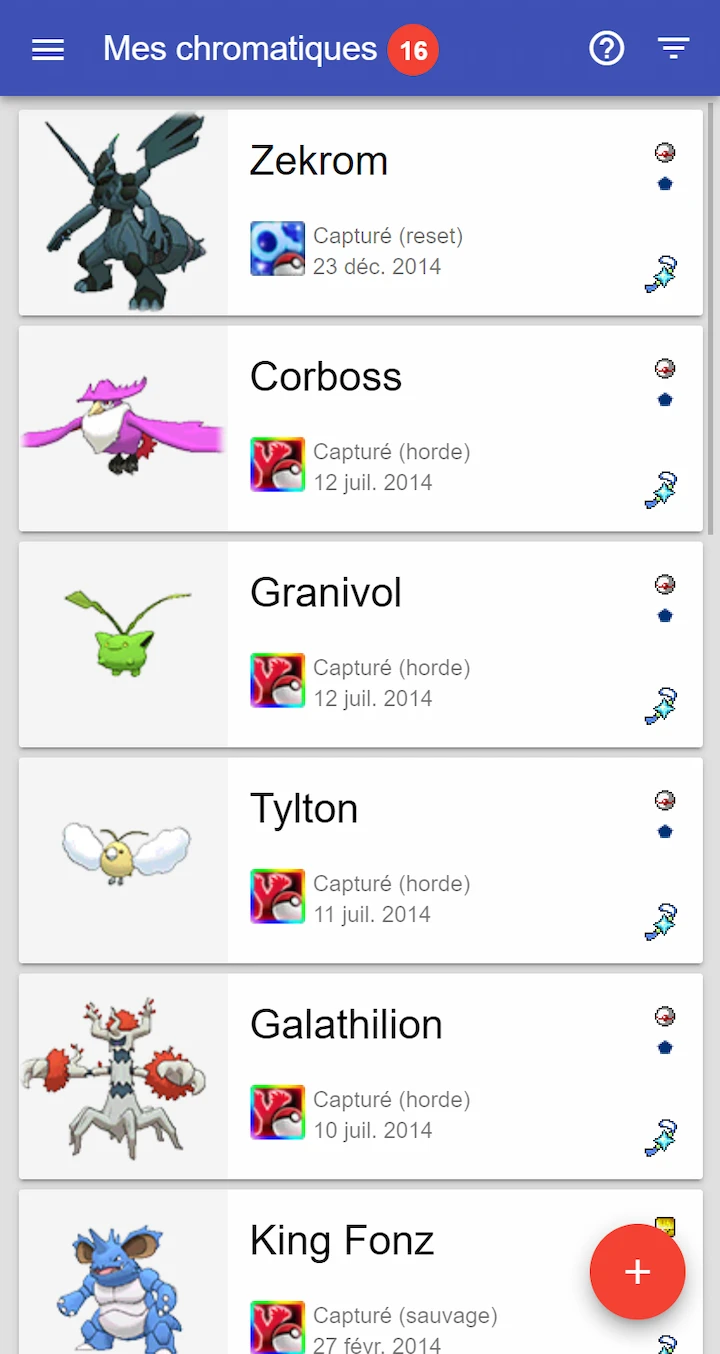 Mes chromatiques 16
Zekrom
Capturé (reset)
23 déc. 2014
Corboss
Capturé (horde)
12 juil. 2014
Y
Granivol
Capturé (horde)
12 juil. 2014
Y
Tylton
Capturé (horde)
11 juil. 2014
Y
Galathilion
Capturé (horde)
10 juil. 2014
Y
King Fonz
Capturé (sauvage)
27 févr. 2014
Y